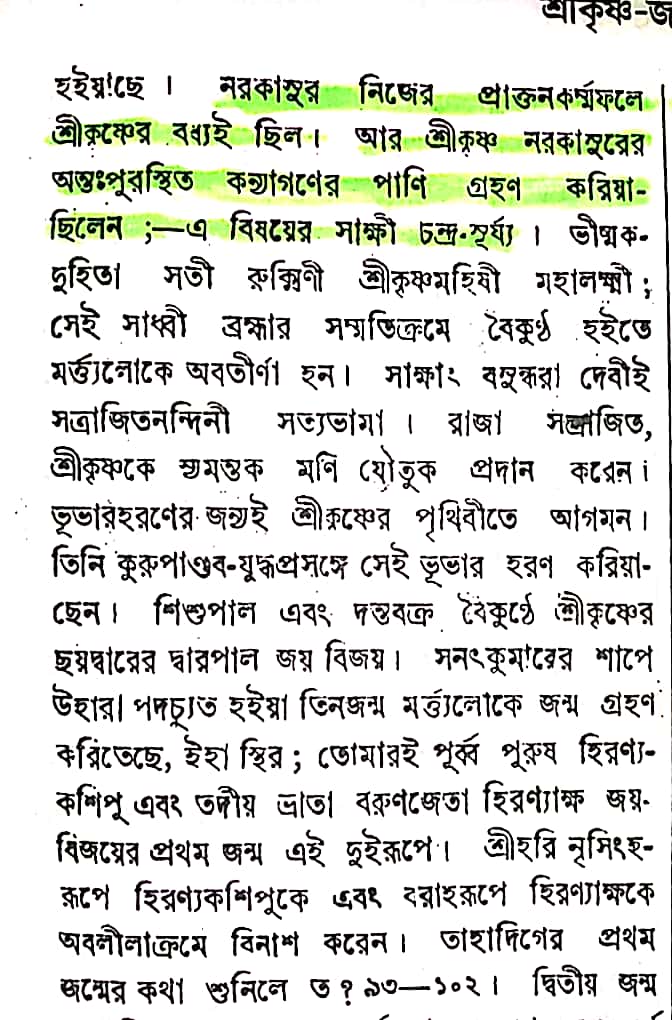 শ্রীকৃষ্ণ-জ
হইয়াছে । নরকাসুর নিজের প্রাক্তনকর্ম্মফলে
শ্রীকৃষ্ণের বধ্যই ছিল। আর শ্রীকৃষ্ণ নরকাসুরের
অন্তঃপুরস্থিত কন্যাগণের পাণি গ্রহণ করিয়া-
ছিলেন ;—এ বিষয়ের সাক্ষী চন্দ্র-সূর্য্য । ভীষ্মক-
দুহিতা সতী রুক্মিণী শ্রীকৃষ্ণমহিষী মহালক্ষ্মী ;
সেই সাধ্বী ব্রহ্মার সম্মতিক্রমে বৈকুণ্ঠ হইতে
মর্ত্ত্যলোকে অবতীর্ণা হন। সাক্ষাৎ বসুন্ধরা দেবীই
সত্রাজিতনন্দিনী সত্যভামা । রাজা সত্রাজিত,
শ্রীকৃষ্ণকে স্যমন্তক মণি যৌতুক প্রদান করেন।
ভূভারহরণের জন্যই শ্রীকৃষ্ণের পৃথিবীতে আগমন।
তিনি কুরুপাণ্ডব-যুদ্ধপ্রসঙ্গে সেই ভূভার হরণ করিয়া-
ছেন। শিশুপাল এবং দন্তবক্র বৈকুণ্ঠে শ্রীকৃষ্ণের
ছয়দ্বারের দ্বারপাল জয় বিজয়। সনৎকুমারের শাপে
উহারা পদচ্যুত হইয়া তিনজন্ম মর্ত্ত্যলোকে জন্ম গ্রহণ
করিতেছে, ইহা স্থির ; তোমারই পূর্ব্ব পুরুষ হিরণ্য-
কশিপু এবং তদীয় ভ্রাতা বরুণজেতা হিরণ্যাক্ষ জয়-
বিজয়ের প্রথম জন্ম এই দুইরূপে। শ্রীহরি নৃসিংহ-
রূপে হিরণ্যকশিপুকে এবং বরাহরূপে হিরণ্যাক্ষকে
অবলীলাক্রমে বিনাশ করেন। তাহাদিগের প্রথম
জন্মের কথা শুনিলে ত ? ৯৩—১০২। দ্বিতীয় জন্ম